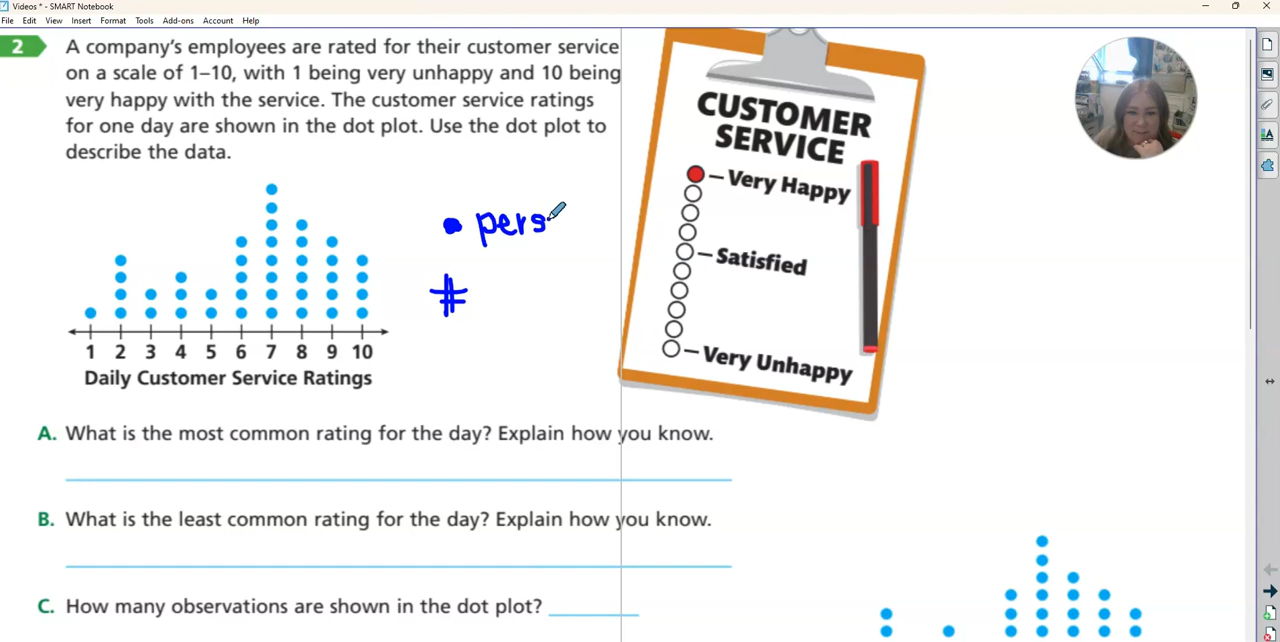 Videos * - SMART Notebook
File Edit View Insert Format Tools Add-ons Account Help
2
A company's employees are rated for their customer service
on a scale of 1–10, with 1 being very unhappy and 10 being
very happy with the service. The customer service ratings
for one day are shown in the dot plot. Use the dot plot to
describe the data.
CUSTOMER
SERVICE
Very Happy
Satisfied
Very Unhappy
pers
#
1 2 3 4 5 6 7 8 9 10
Daily Customer Service Ratings
A. What is the most common rating for the day? Explain how you know.
B. What is the least common rating for the day? Explain how you know.
C. How many observations are shown in the dot plot?